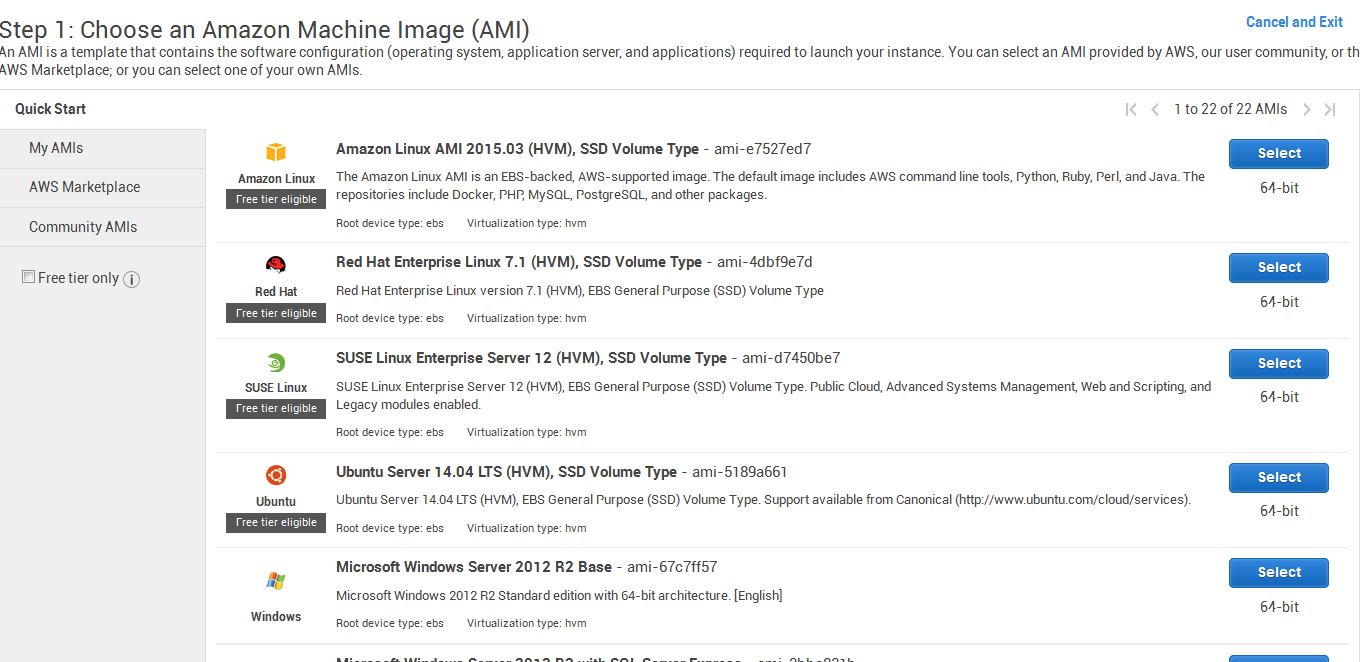 Step 1: Choose an Amazon Machine Image (AMI)
Cancel and Exit
An AMI is a template that contains the software configuration (operating system, application server, and applications) required to launch your instance. You can select an AMI provided by AWS, our user community, or th
AWS Marketplace; or you can select one of your own AMIs.
Quick Start
1 to 22 of 22 AMIs
My AMIs
AWS Marketplace
Community AMIs
Free tier only
Amazon Linux
Free tier eligible
Amazon Linux AMI 2015.03 (HVM), SSD Volume Type - ami-e7527ed7
The Amazon Linux AMI is an EBS-backed, AWS-supported image. The default image includes AWS command line tools, Python, Ruby, Perl, and Java. The
repositories include Docker, PHP, MySQL, PostgreSQL, and other packages.
Root device type: ebs Virtualization type: hvm
Select
64-bit
Red Hat
Free tier eligible
Red Hat Enterprise Linux 7.1 (HVM), SSD Volume Type - ami-4dbf9e7d
Red Hat Enterprise Linux version 7.1 (HVM), EBS General Purpose (SSD) Volume Type
Root device type: ebs Virtualization type: hvm
Select
64-bit
SUSE Linux
Free tier eligible
SUSE Linux Enterprise Server 12 (HVM), SSD Volume Type - ami-d7450be7
SUSE Linux Enterprise Server 12 (HVM), EBS General Purpose (SSD) Volume Type. Public Cloud, Advanced Systems Management, Web and Scripting, and
Legacy modules enabled.
Root device type: ebs Virtualization type: hvm
Select
64-bit
Ubuntu
Free tier eligible
Ubuntu Server 14.04 LTS (HVM), SSD Volume Type - ami-5189a661
Ubuntu Server 14.04 LTS (HVM), EBS General Purpose (SSD) Volume Type. Support available from Canonical (http://www.ubuntu.com/cloud/services).
Root device type: ebs Virtualization type: hvm
Select
64-bit
Windows
Microsoft Windows Server 2012 R2 Base - ami-67c7ff57
Microsoft Windows 2012 R2 Standard edition with 64-bit architecture. [English]
Root device type: ebs Virtualization type: hvm
Select
64-bit
Microsoft Windows Server 2012 R2 with SQL Server Express